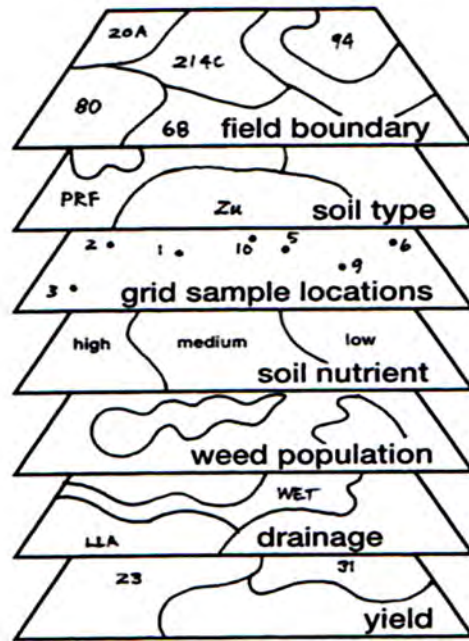 20A
214C
94
80
68
field boundary
PRF
Zu
soil type
2
1
10
5
6
9
3
grid sample locations
high
medium
low
soil nutrient
weed population
WET
LLA
drainage
23
31
yield